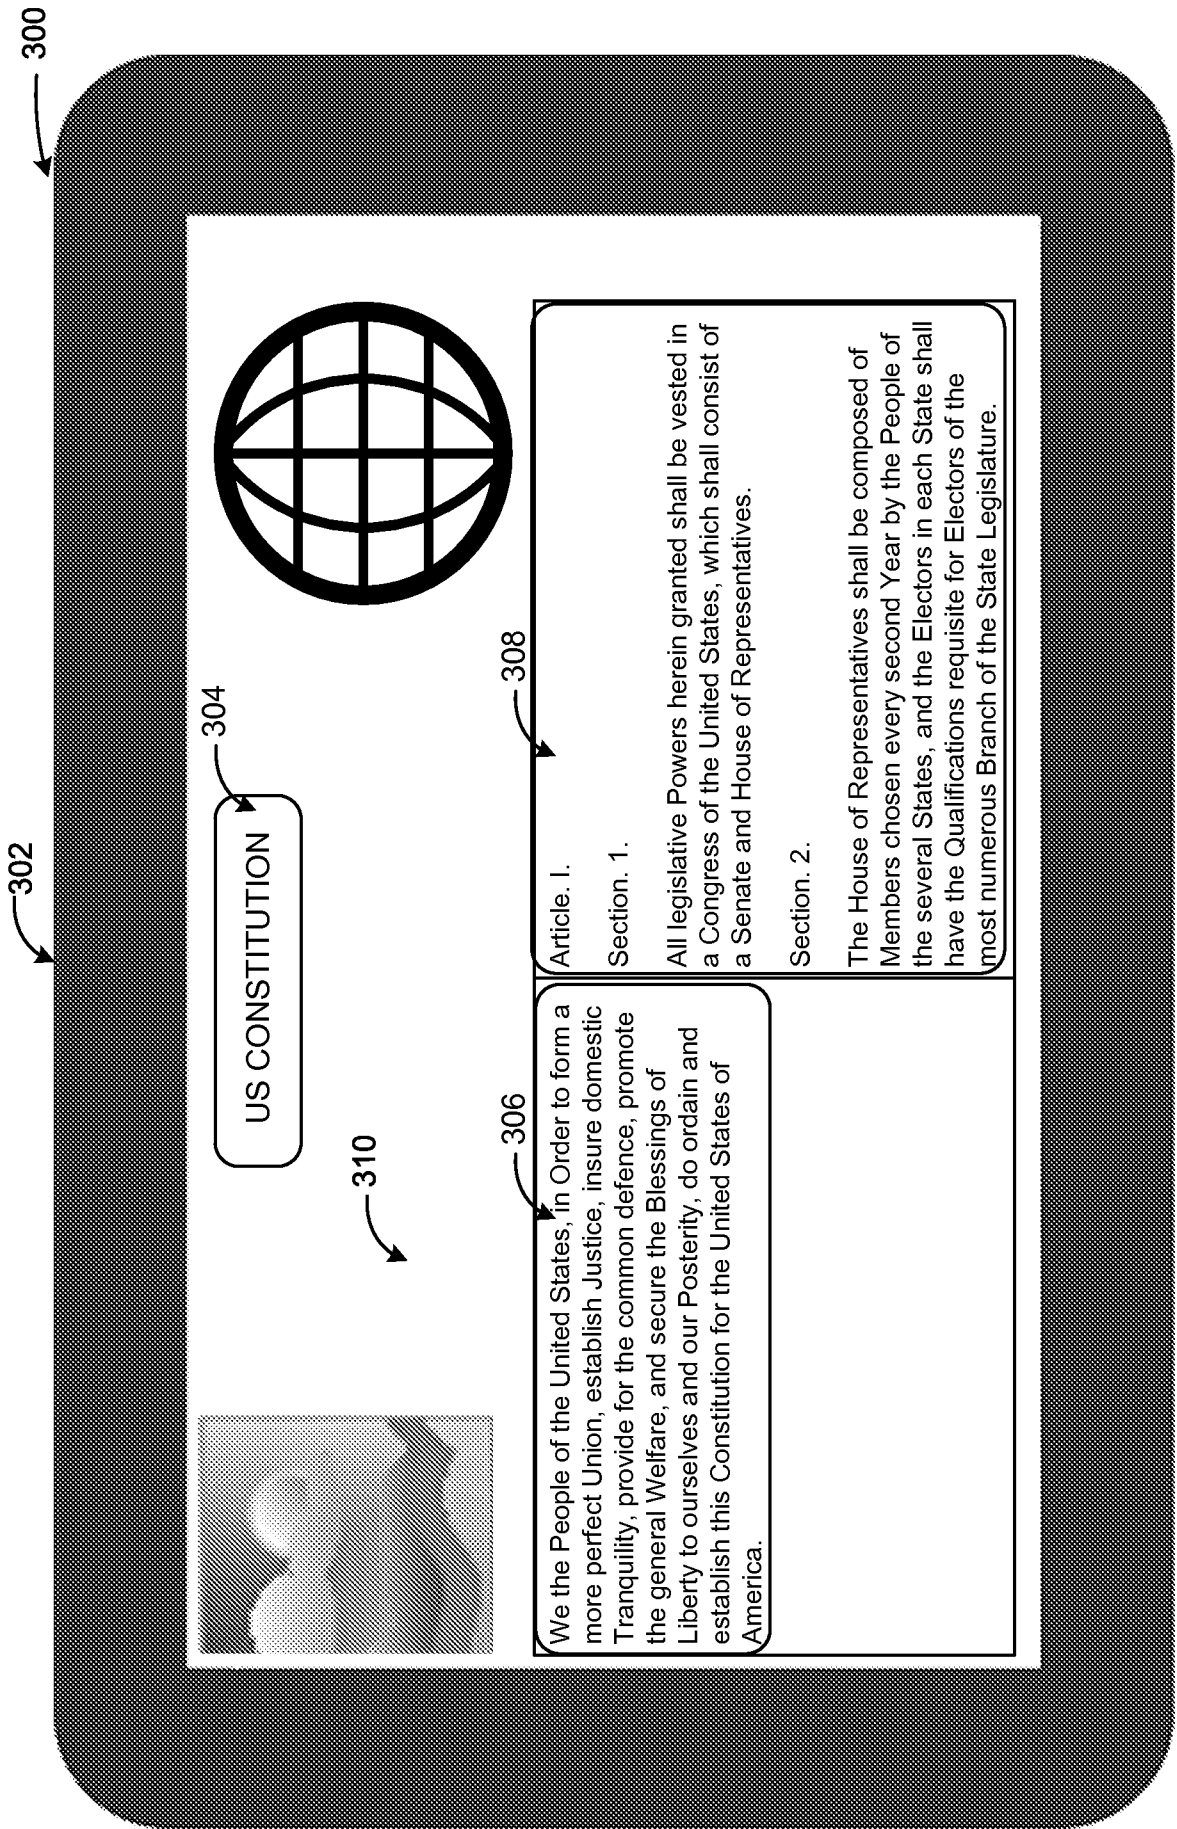 300
302
304
US CONSTITUTION
310
306
308
We the People of the United States, in Order to form a
more perfect Union, establish Justice, insure domestic
Tranquility, provide for the common defence, promote
the general Welfare, and secure the Blessings of
Liberty to ourselves and our Posterity, do ordain and
establish this Constitution for the United States of
America.
Article. I.
Section. 1.
All legislative Powers herein granted shall be vested in
a Congress of the United States, which shall consist of
a Senate and House of Representatives.
Section. 2.
The House of Representatives shall be composed of
Members chosen every second Year by the People of
the several States, and the Electors in each State shall
have the Qualifications requisite for Electors of the
most numerous Branch of the State Legislature.